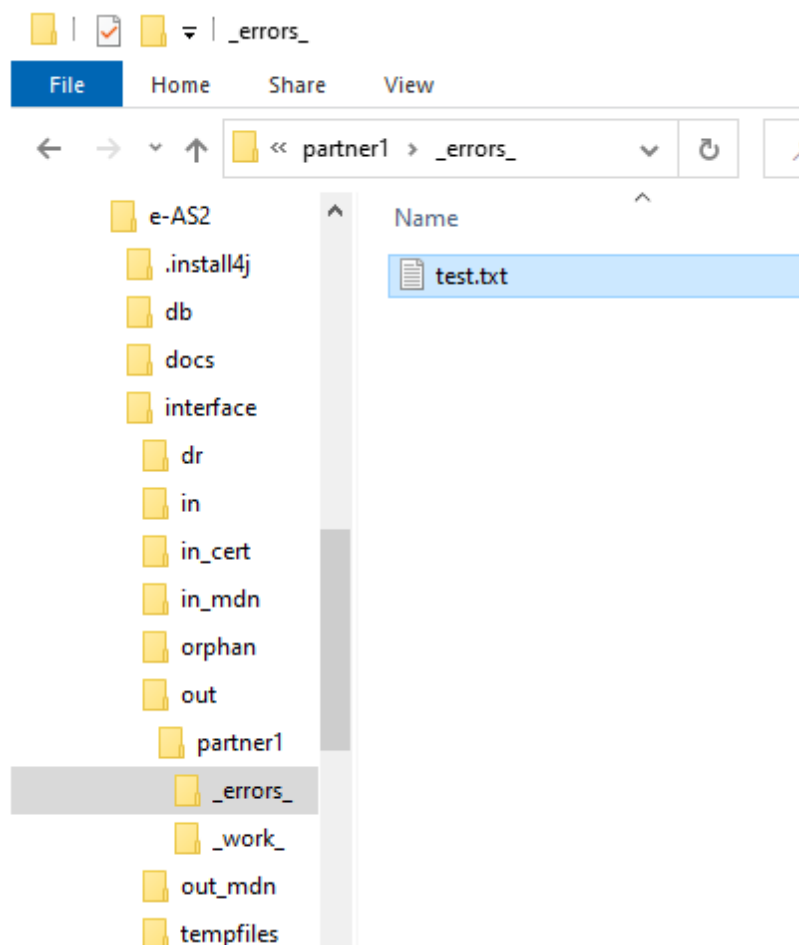 _errors_
File Home Share View
« partner1 > _errors_
e-AS2
.install4j
db
docs
interface
dr
in
in_cert
in_mdn
orphan
out
partner1
_errors_
_work_
out_mdn
tempfiles
Name
test.txt